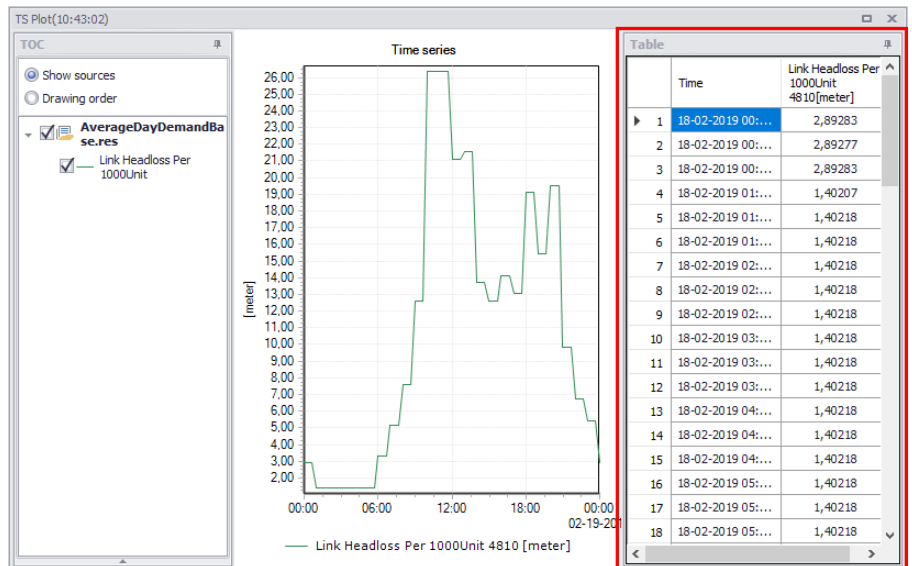 TS Plot(10:43:02)
TOC
Show sources
Drawing order
AverageDayDemandBa
se.res
Link Headloss Per
1000Unit
Time series
[meter]
26,00
25,00
24,00
23,00
22,00
21,00
20,00
19,00
18,00
17,00
16,00
15,00
14,00
13,00
12,00
11,00
10,00
9,00
8,00
7,00
6,00
5,00
4,00
3,00
2,00
00:00 06:00 12:00 18:00 00:00
02-19-201
Link Headloss Per 1000Unit 4810 [meter]
Table
Time
Link Headloss Per
1000Unit
4810[meter]
1 18-02-2019 00:... 2,89283
2 18-02-2019 00:... 2,89277
3 18-02-2019 00:... 2,89283
4 18-02-2019 01:... 1,40207
5 18-02-2019 01:... 1,40218
6 18-02-2019 01:... 1,40218
7 18-02-2019 02:... 1,40218
8 18-02-2019 02:... 1,40218
9 18-02-2019 02:... 1,40218
10 18-02-2019 03:... 1,40218
11 18-02-2019 03:... 1,40218
12 18-02-2019 03:... 1,40218
13 18-02-2019 04:... 1,40218
14 18-02-2019 04:... 1,40218
15 18-02-2019 04:... 1,40218
16 18-02-2019 05:... 1,40218
17 18-02-2019 05:... 1,40218
18 18-02-2019 05:... 1,40218